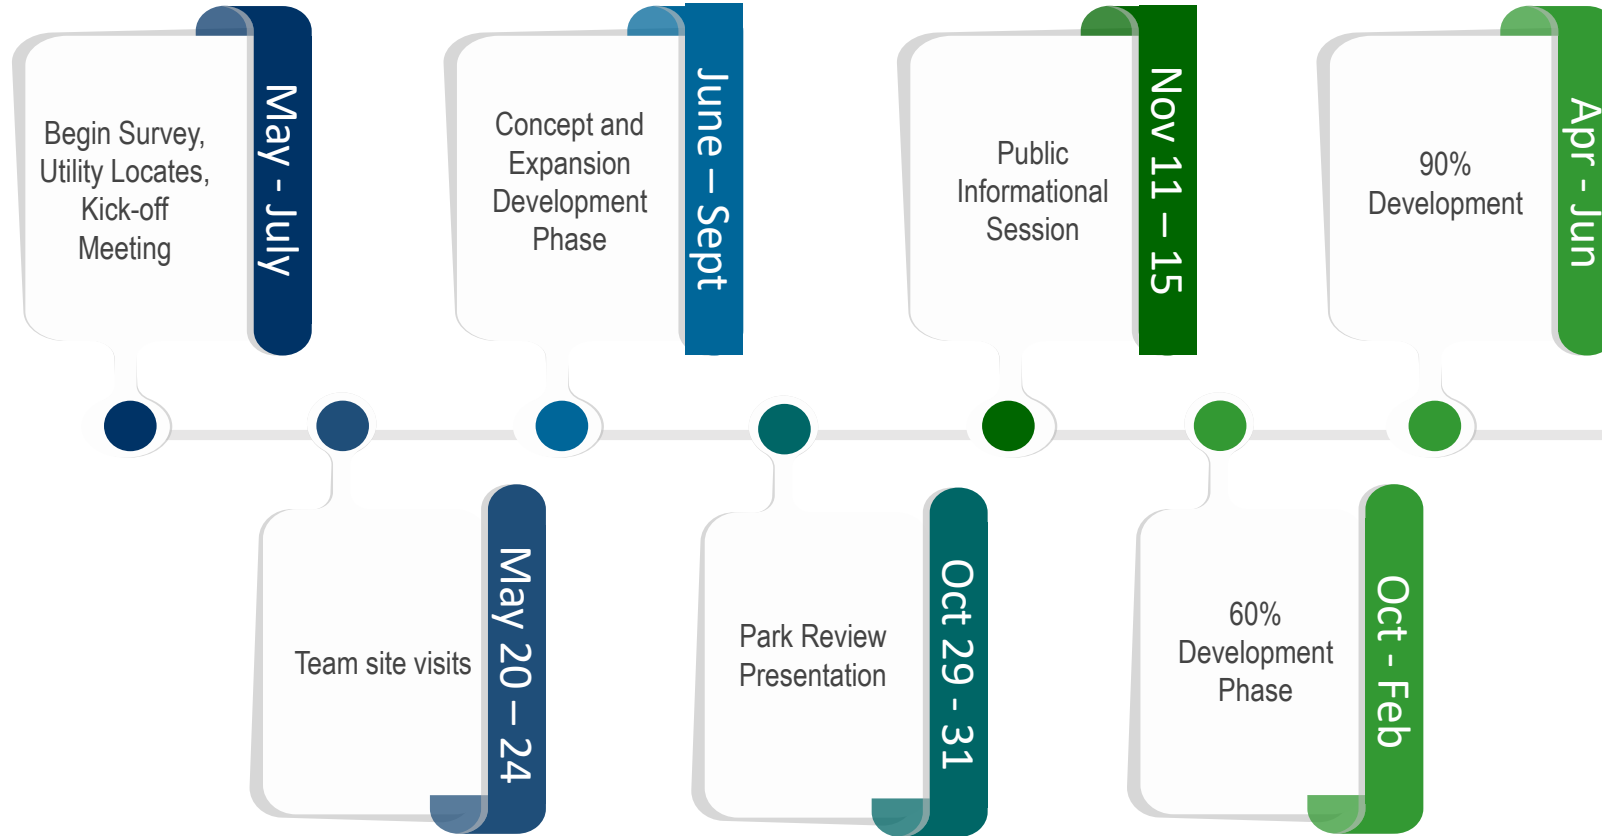 Begin Survey,
Utility Locates,
Kick-off
Meeting
May - July
Team site visits
May 20 – 24
Concept and
Expansion
Development
Phase
June – Sept
Park Review
Presentation
Oct 29 - 31
Public
Informational
Session
Nov 11 – 15
60%
Development
Phase
Oct - Feb
90%
Development
Apr - Jun